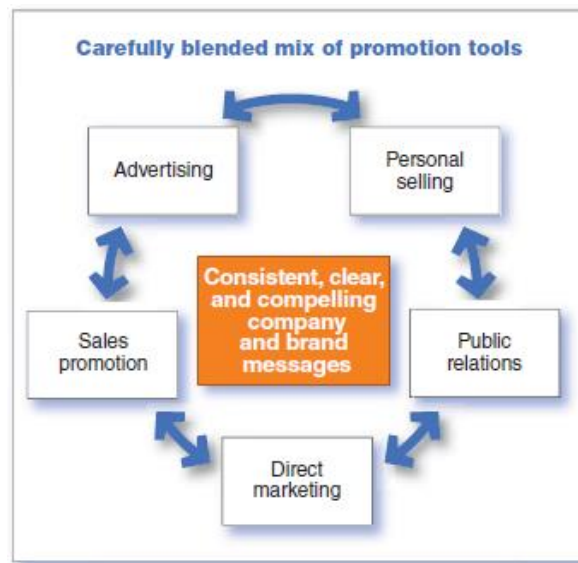 Carefully blended mix of promotion tools
Advertising
Personal
selling
Consistent, clear,
and compelling
company
and brand
messages
Sales
promotion
Public
relations
Direct
marketing